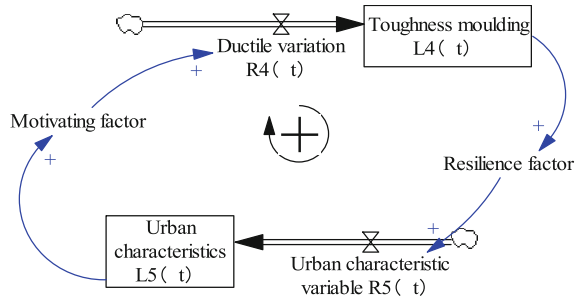 Toughness moulding
L4( t)
Ductile variation
R4( t)
+
Motivating factor
+
+
+
Resilience factor
+
Urban
characteristics
L5( t)
+
Urban characteristic
variable R5( t)